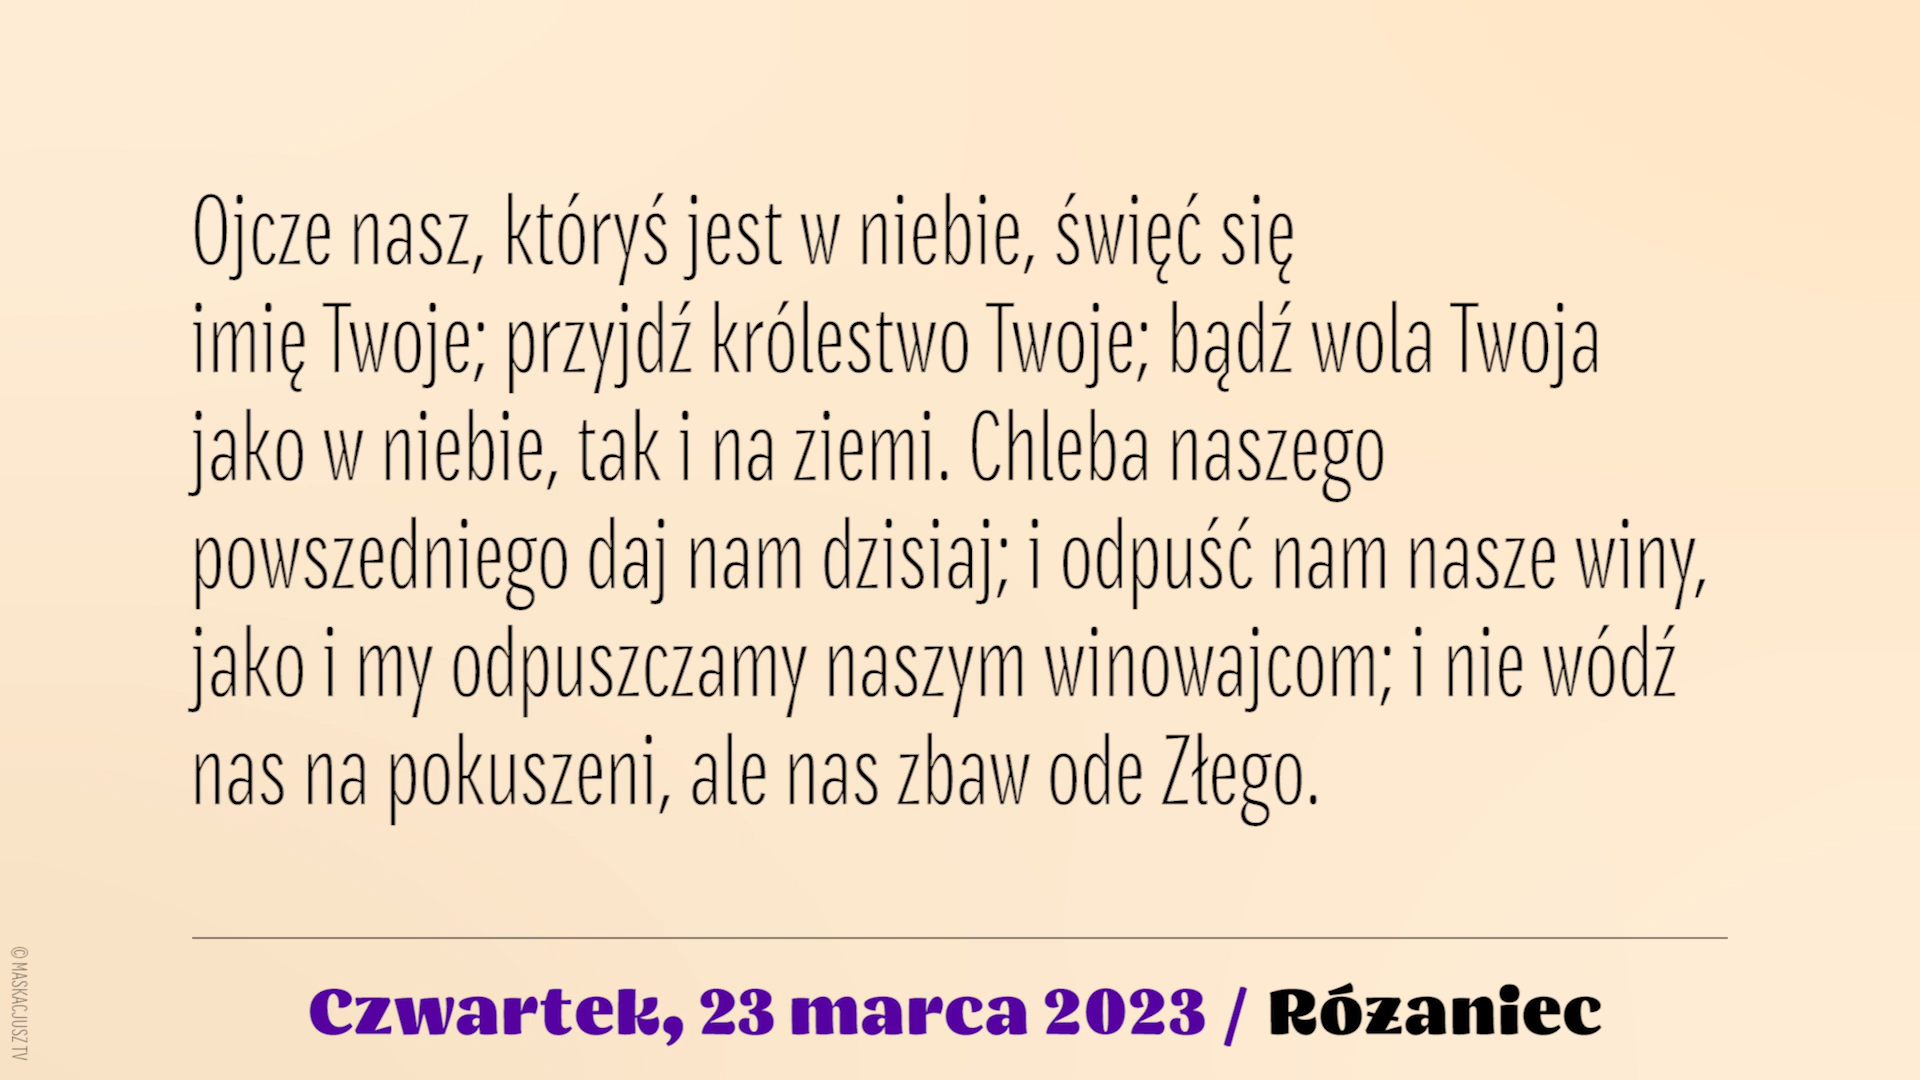 Ojcze nasz, któryś jest w niebie, święć się
imię Twoje; przyjdź królestwo Twoje; bądź wola Twoja
jako w niebie, tak i na ziemi. Chleba naszego
powszedniego daj nam dzisiaj; i odpuść nam nasze winy,
jako i my odpuszczamy naszym winowajcom; i nie wódź
nas na pokuszeni, ale nas zbaw ode Złego.
Czwartek, 23 marca 2023 / Rózaniec
© MASKACJUSZ TV